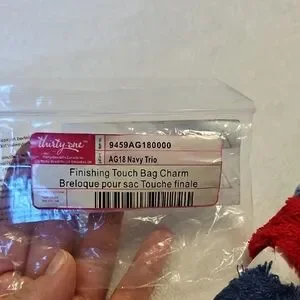 thirty-one
9459AG180000
AG18 Navy Trio
Finishing Touch Bag Charm
Breloque pour sac Touche finale